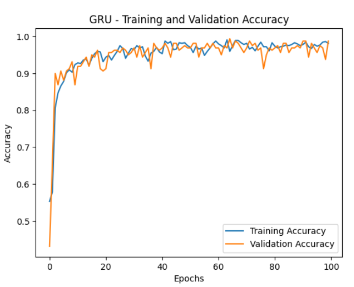 GRU - Training and Validation Accuracy
1.0
0.9
0.8
0.7
0.6
0.5
Accuracy
0
20
40
60
80
100
Epochs
Training Accuracy
Validation Accuracy